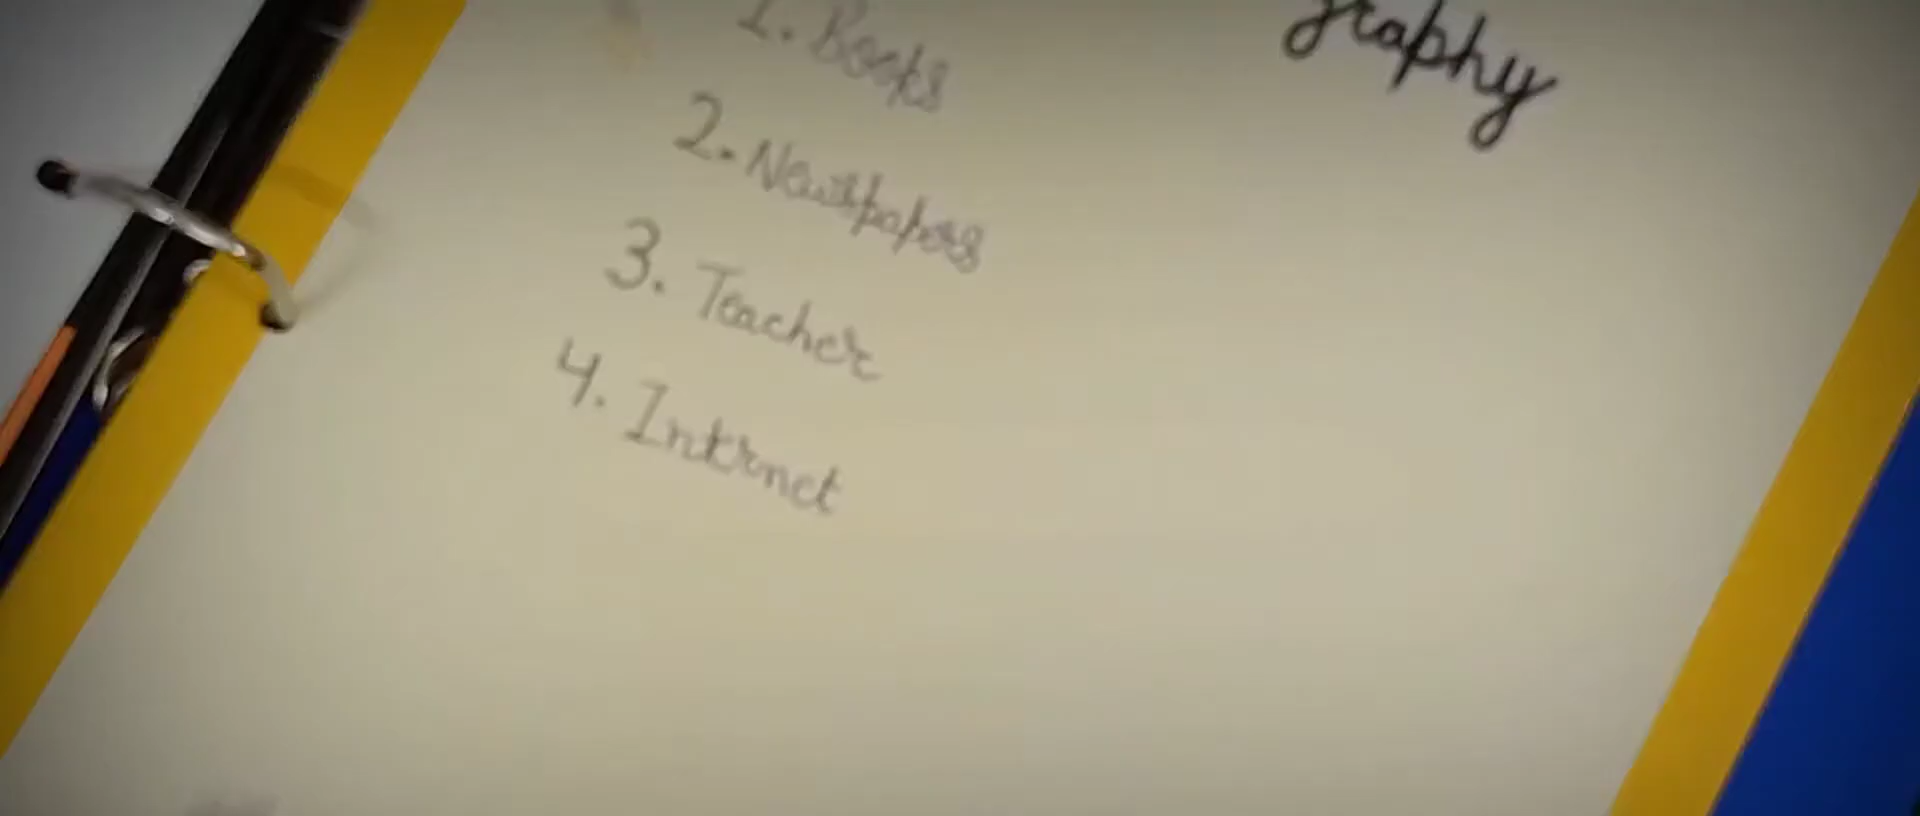 graphy
1. Books
2. Newspapers
3. Teacher
4. Internet